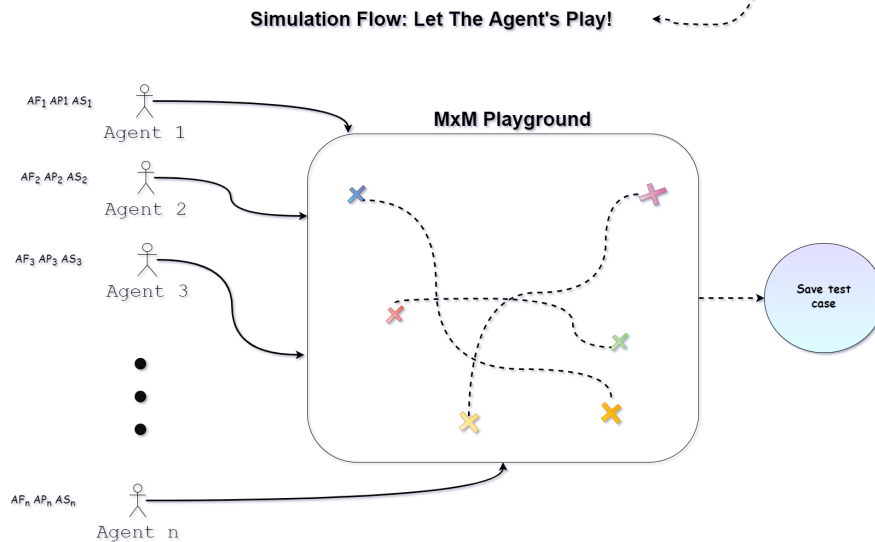 Simulation Flow: Let The Agent's Play!
AF₁ AP1 AS₁
Agent 1
MxM Playground
AF₂ AP₂ AS₂
Agent 2
AF₃ AP₃ AS₃
Agent 3
Save test
case
AFₙ APₙ ASₙ
Agent n